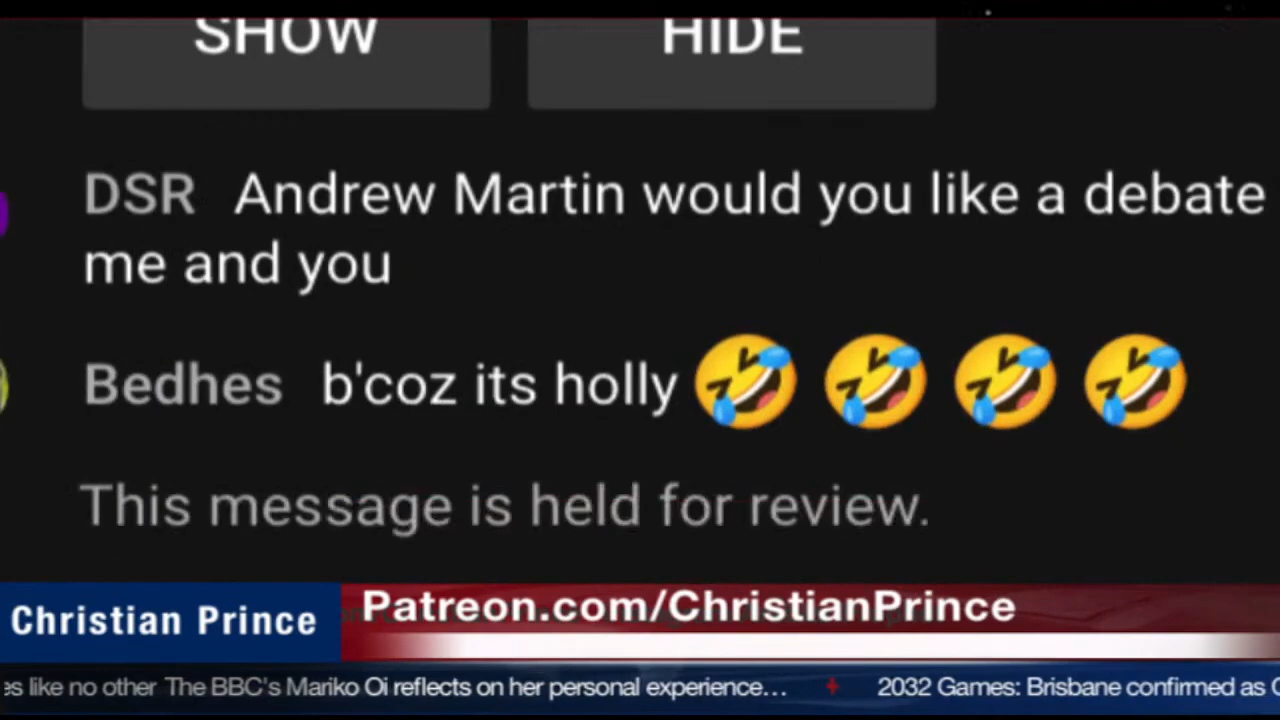 SHOW HIDE
DSR Andrew Martin would you like a debate
me and you
Bedhes b'coz its holly 🤣 🤣 🤣 🤣
This message is held for review.
Christian Prince Patreon.com/ChristianPrince
like no other The BBC's Mariko Oi reflects on her personal experience... 2032 Games: Brisbane confirmed as